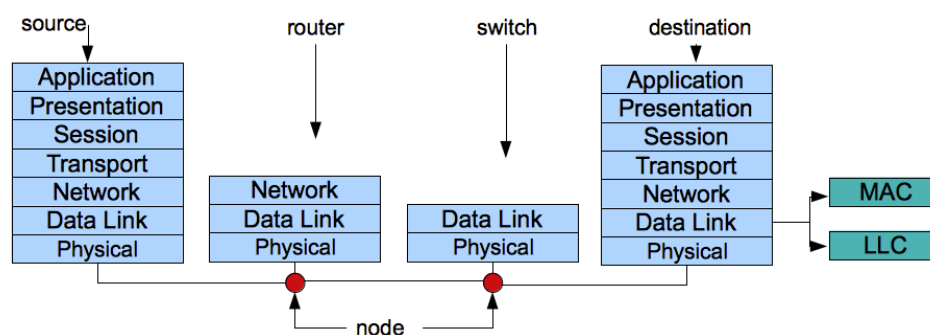 source
router
switch
destination
Application
Presentation
Session
Transport
Network
Data Link
Physical
Network
Data Link
Physical
Data Link
Physical
Application
Presentation
Session
Transport
Network
Data Link
Physical
MAC
LLC
node